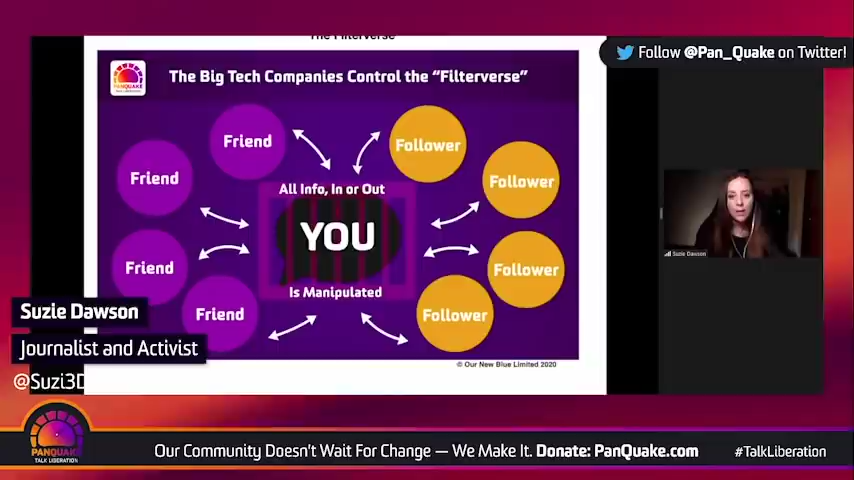 The Filterverse
Follow @Pan_Quake on Twitter!
PANQUAKE
TALK LIBERATION
The Big Tech Companies Control the “Filterverse”
Friend
Follower
Friend
Follower
All Info, In or Out
YOU
Is Manipulated
Friend
Follower
Friend
Follower
© Our New Blue Limited 2020
Suzie Dawson
Suzie Dawson
Journalist and Activist
@Suzi3D
PANQUAKE
TALK LIBERATION
Our Community Doesn't Wait For Change — We Make It. Donate: PanQuake.com
#TalkLiberation